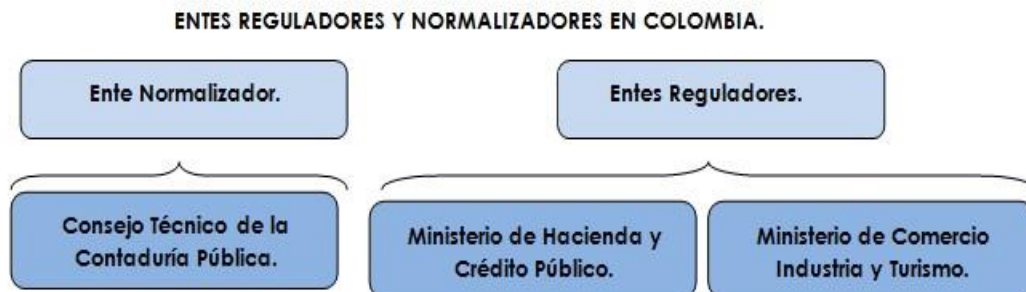 ENTES REGULADORES Y NORMALIZADORES EN COLOMBIA.
Ente Normalizador.
Entes Reguladores.
Consejo Técnico de la
Contaduría Pública.
Ministerio de Hacienda y
Crédito Público.
Ministerio de Comercio
Industria y Turismo.